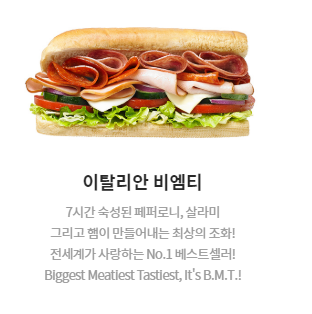 이탈리안 비엠티
7시간 숙성된 페퍼로니, 살라미
그리고 햄이 만들어내는 최상의 조화!
전세계가 사랑하는 No.1 베스트셀러!
Biggest Meatiest Tastiest, It's B.M.T.!